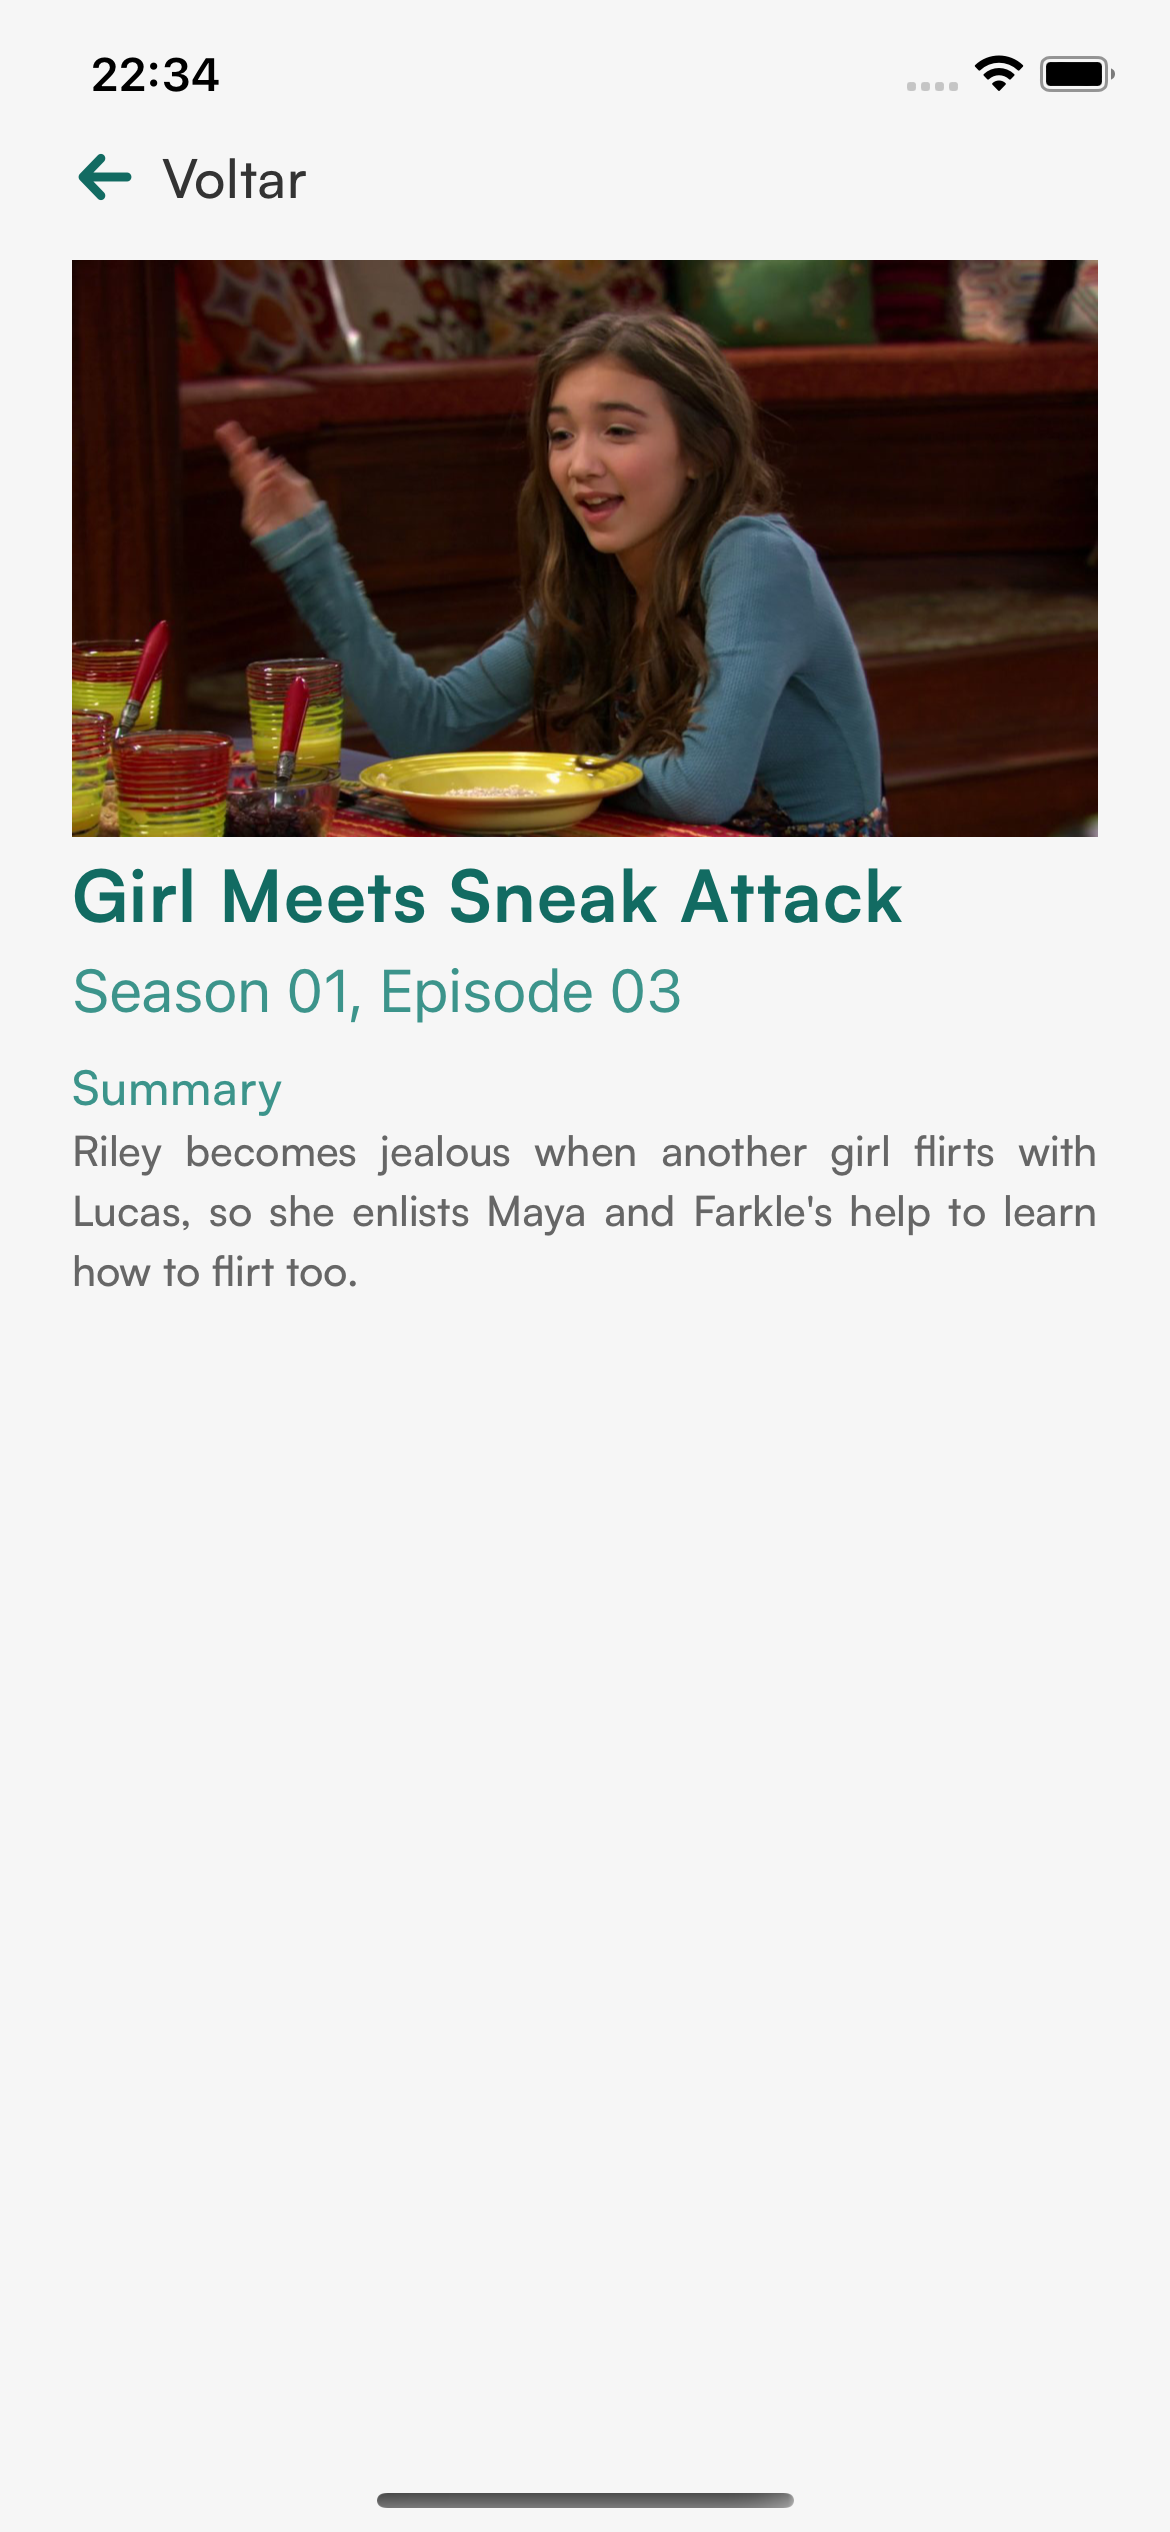 22:34
Voltar
Girl Meets Sneak Attack
Season 01, Episode 03
Summary
Riley becomes jealous when another girl flirts with
Lucas, so she enlists Maya and Farkle's help to learn
how to flirt too.